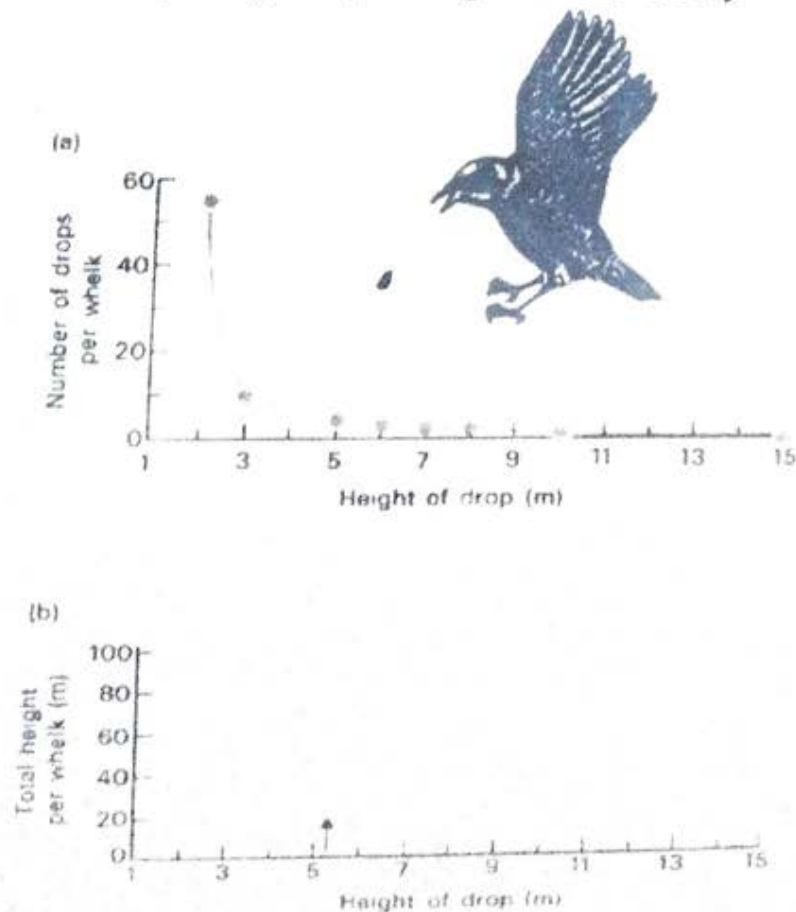 (a)
Number of drops
per whelk
60
40
20
0
1 3 5 7 9 11 13 15
Height of drop (m)
(b)
Total height
per whelk (m)
100
80
60
40
20
0
1 3 5 7 9 11 13 15
Height of drop (m)